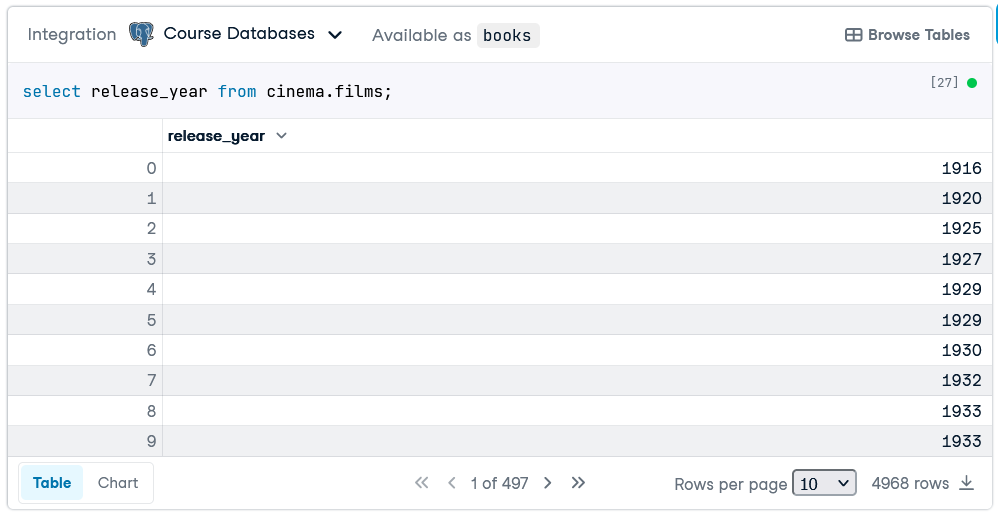 Integration Course Databases Available as books Browse Tables
select release_year from cinema.films; [27]
release_year
0 1916
1 1920
2 1925
3 1927
4 1929
5 1929
6 1930
7 1932
8 1933
9 1933
Table Chart 1 of 497 Rows per page 10 4968 rows